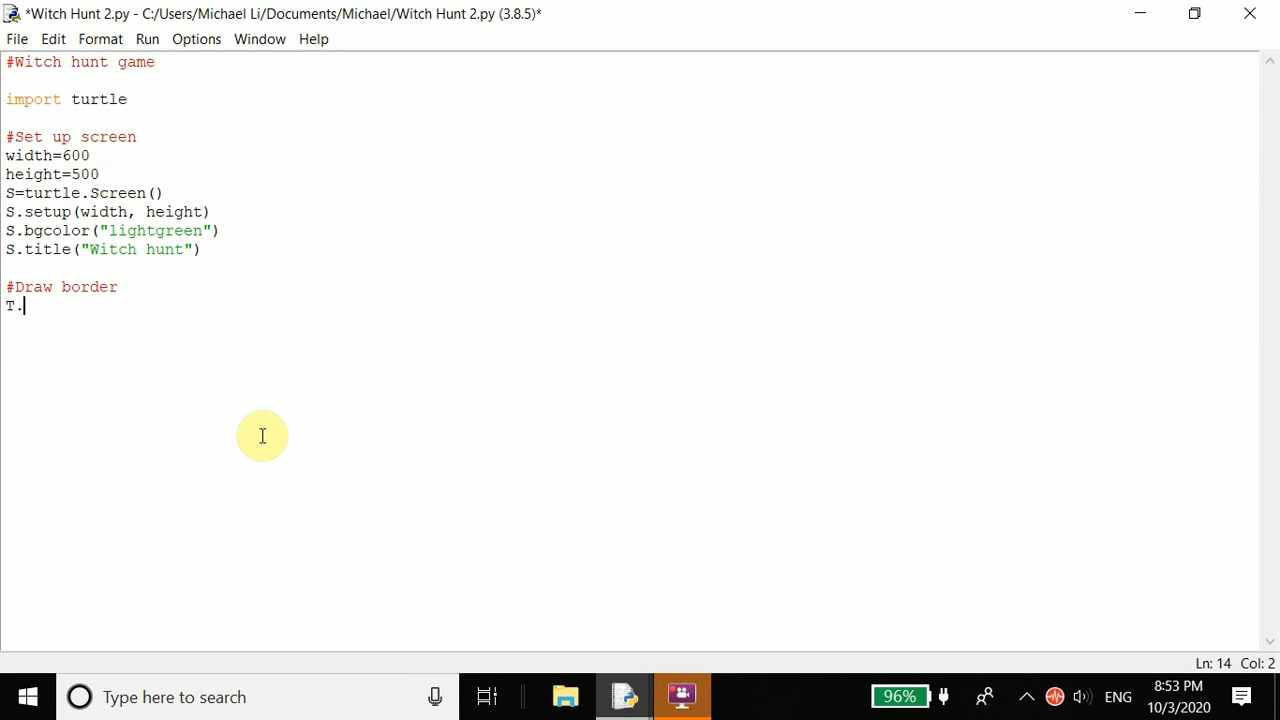 *Witch Hunt 2.py - C:/Users/Michael Li/Documents/Michael/Witch Hunt 2.py (3.8.5)*
File Edit Format Run Options Window Help
#Witch hunt game
import turtle
#Set up screen
width=600
height=500
S=turtle.Screen()
S.setup(width, height)
S.bgcolor("lightgreen")
S.title("Witch hunt")
#Draw border
T.
Ln: 14 Col: 2
Type here to search
96%
ENG
8:53 PM
10/3/2020